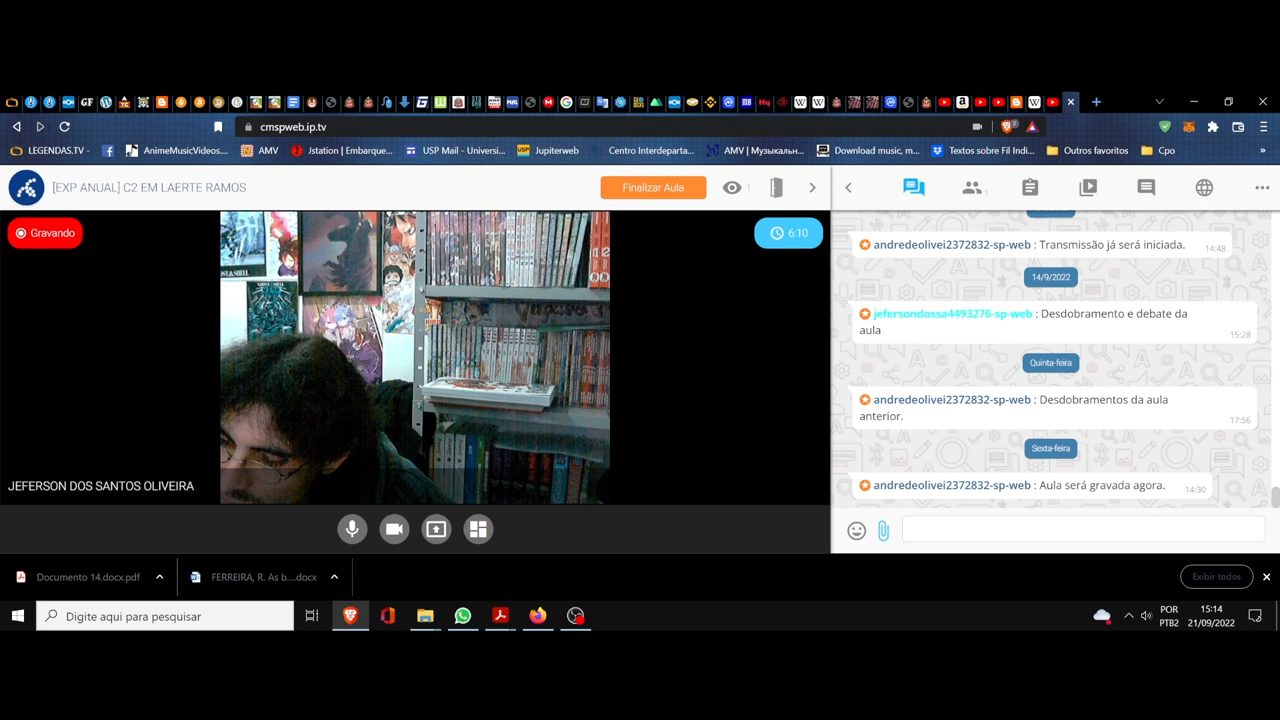 cmspweb.ip.tv
2
LEGENDAS.TV -
AnimeMusicVideos...
AMV
Jstation | Embarque...
USP Mail - Universi...
Jupiterweb
Centro Interdeparta...
AMV | Музыкальн...
Download music, m...
Textos sobre Fil Indi...
Outros favoritos
Cpo
»
[EXP ANUAL] C2 EM LAERTE RAMOS
Finalizar Aula
1
1
Gravando
6:10
JEFERSON DOS SANTOS OLIVEIRA
andredeolivei2372832-sp-web : Transmissão já será iniciada.
14:48
14/9/2022
jefersondossa4493276-sp-web : Desdobramento e debate da
aula
15:28
Quinta-feira
andredeolivei2372832-sp-web : Desdobramentos da aula
anterior.
17:56
Sexta-feira
andredeolivei2372832-sp-web : Aula será gravada agora.
14:30
Documento 14.docx.pdf
FERREIRA, R. As b....docx
Exibir todos
Digite aqui para pesquisar
POR
PTB2
15:14
21/09/2022